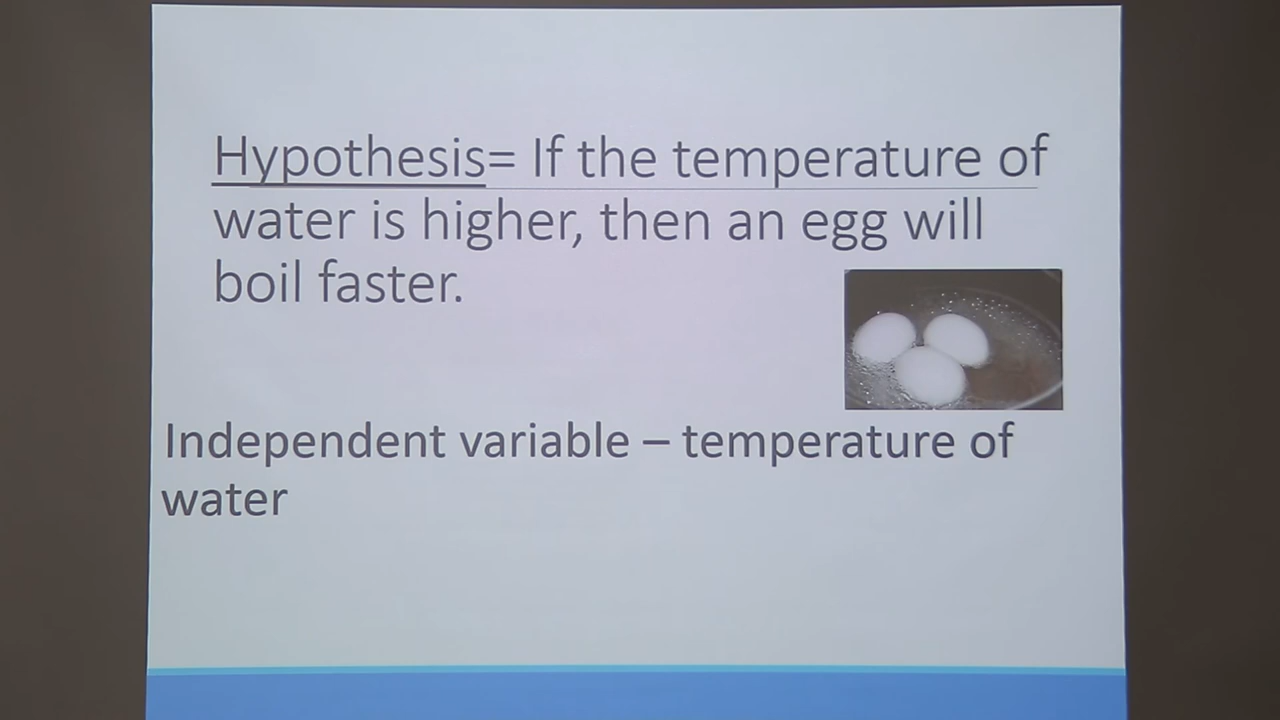 Hypothesis= If the temperature of
water is higher, then an egg will
boil faster.
Independent variable – temperature of
water